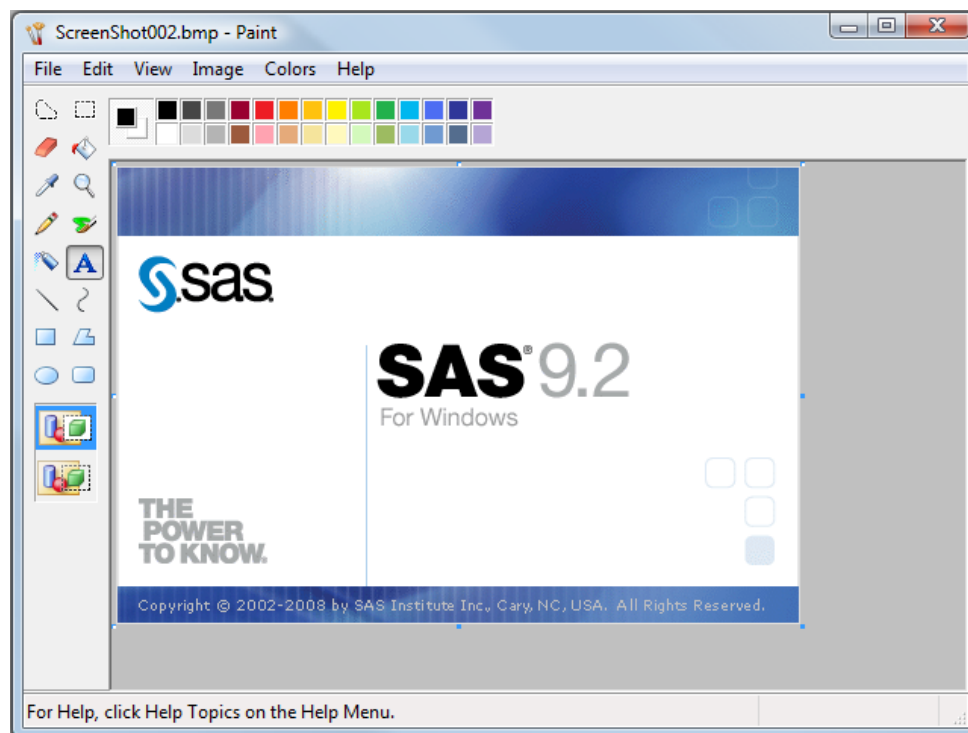 ScreenShot002.bmp - Paint
File Edit View Image Colors Help
A
sas.
SAS® 9.2
For Windows
THE
POWER
TO KNOW.
Copyright © 2002-2008 by SAS Institute Inc., Cary, NC, USA. All Rights Reserved.
For Help, click Help Topics on the Help Menu.